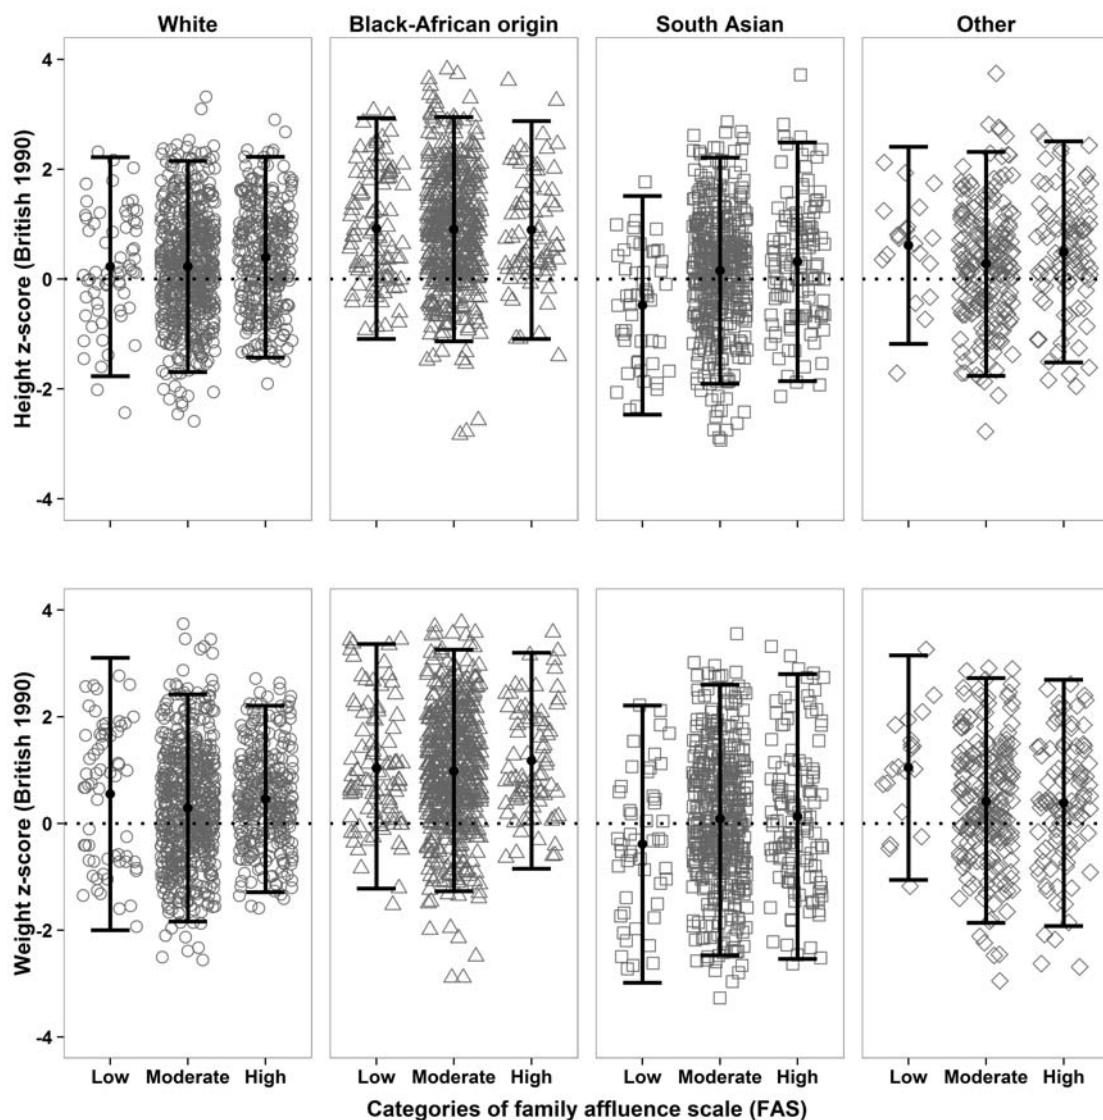 White Black-African origin South Asian Other
Height z-score (British 1990)
4
2
0
-2
-4
Weight z-score (British 1990)
4
2
0
-2
-4
Low Moderate High Low Moderate High Low Moderate High Low Moderate High
Categories of family affluence scale (FAS)